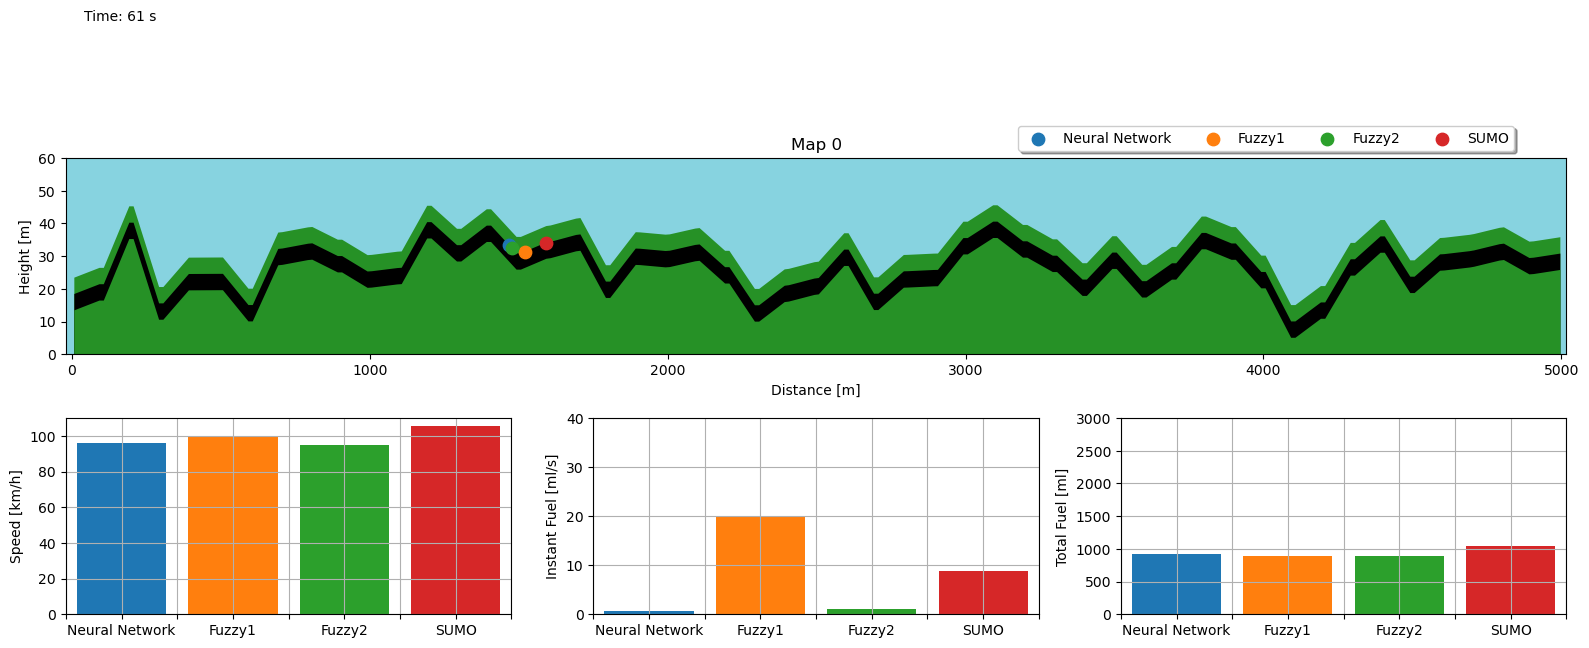 Time: 61 s
Map 0
Neural Network Fuzzy1 Fuzzy2 SUMO
Height [m]
60
50
40
30
20
10
0
0 1000 2000 3000 4000 5000
Distance [m]
Speed [km/h]
100
80
60
40
20
0
Neural Network Fuzzy1 Fuzzy2 SUMO
Instant Fuel [ml/s]
40
30
20
10
0
Neural Network Fuzzy1 Fuzzy2 SUMO
Total Fuel [ml]
3000
2500
2000
1500
1000
500
0
Neural Network Fuzzy1 Fuzzy2 SUMO